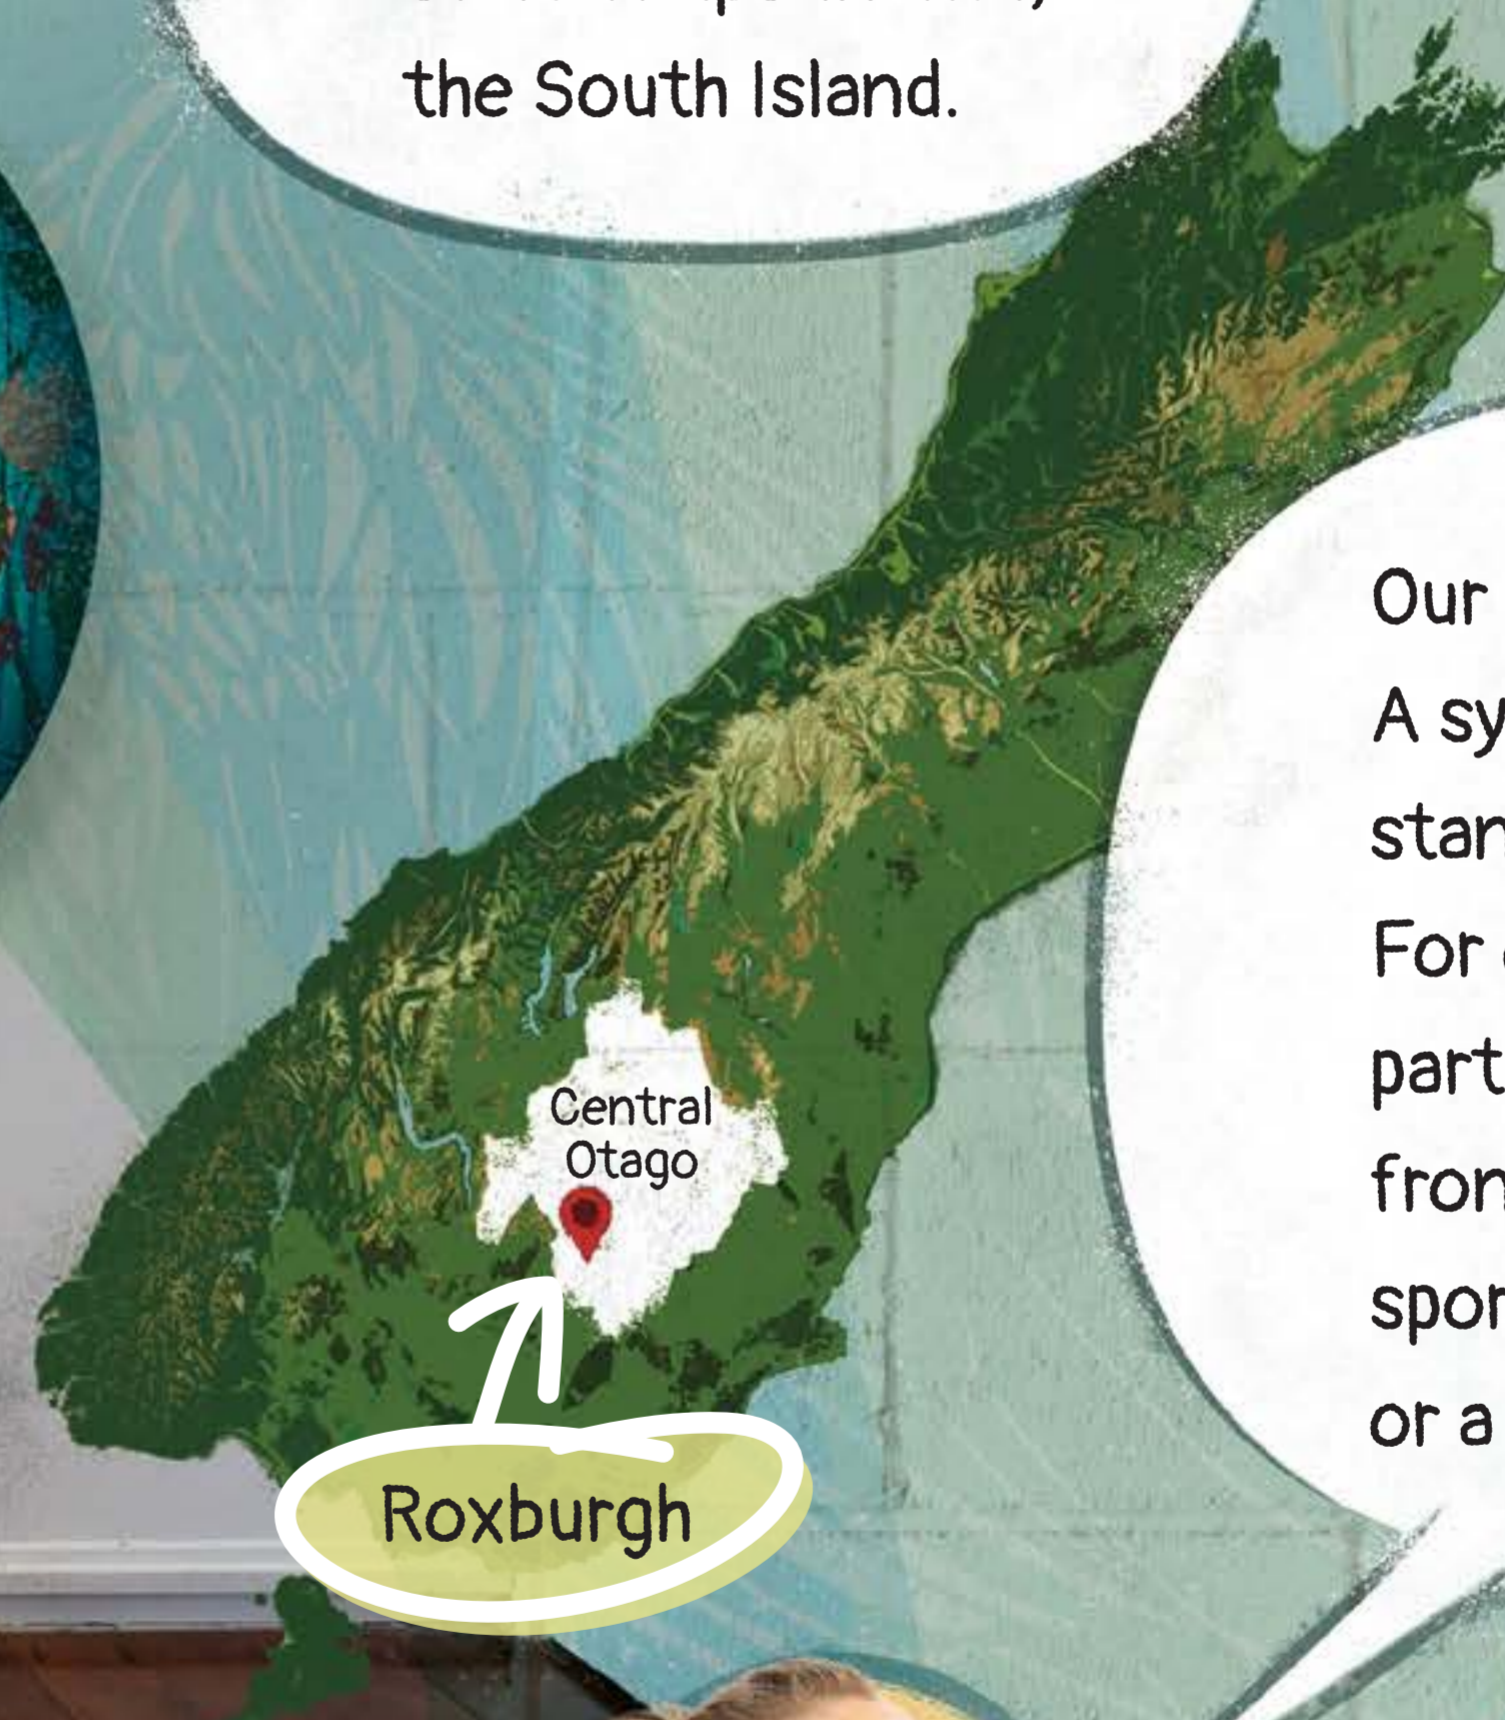 the South Island.
Our
A sy
stan
For
part
fron
spor
or a
Central
Otago
Roxburgh